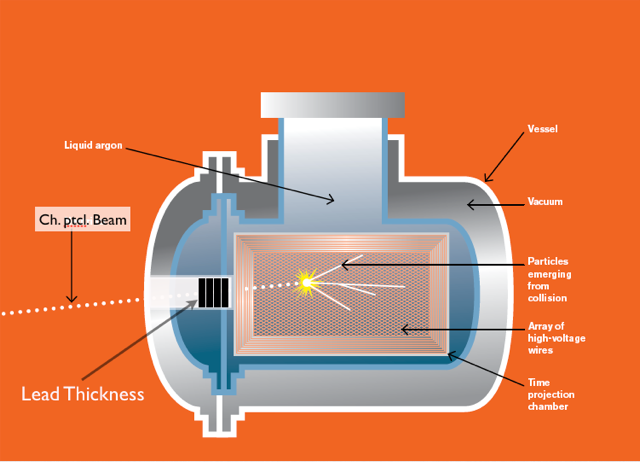 Liquid argon
Ch. ptcl. Beam
Lead Thickness
Vessel
Vacuum
Particles
emerging
from
collision
Array of
high-voltage
wires
Time
projection
chamber